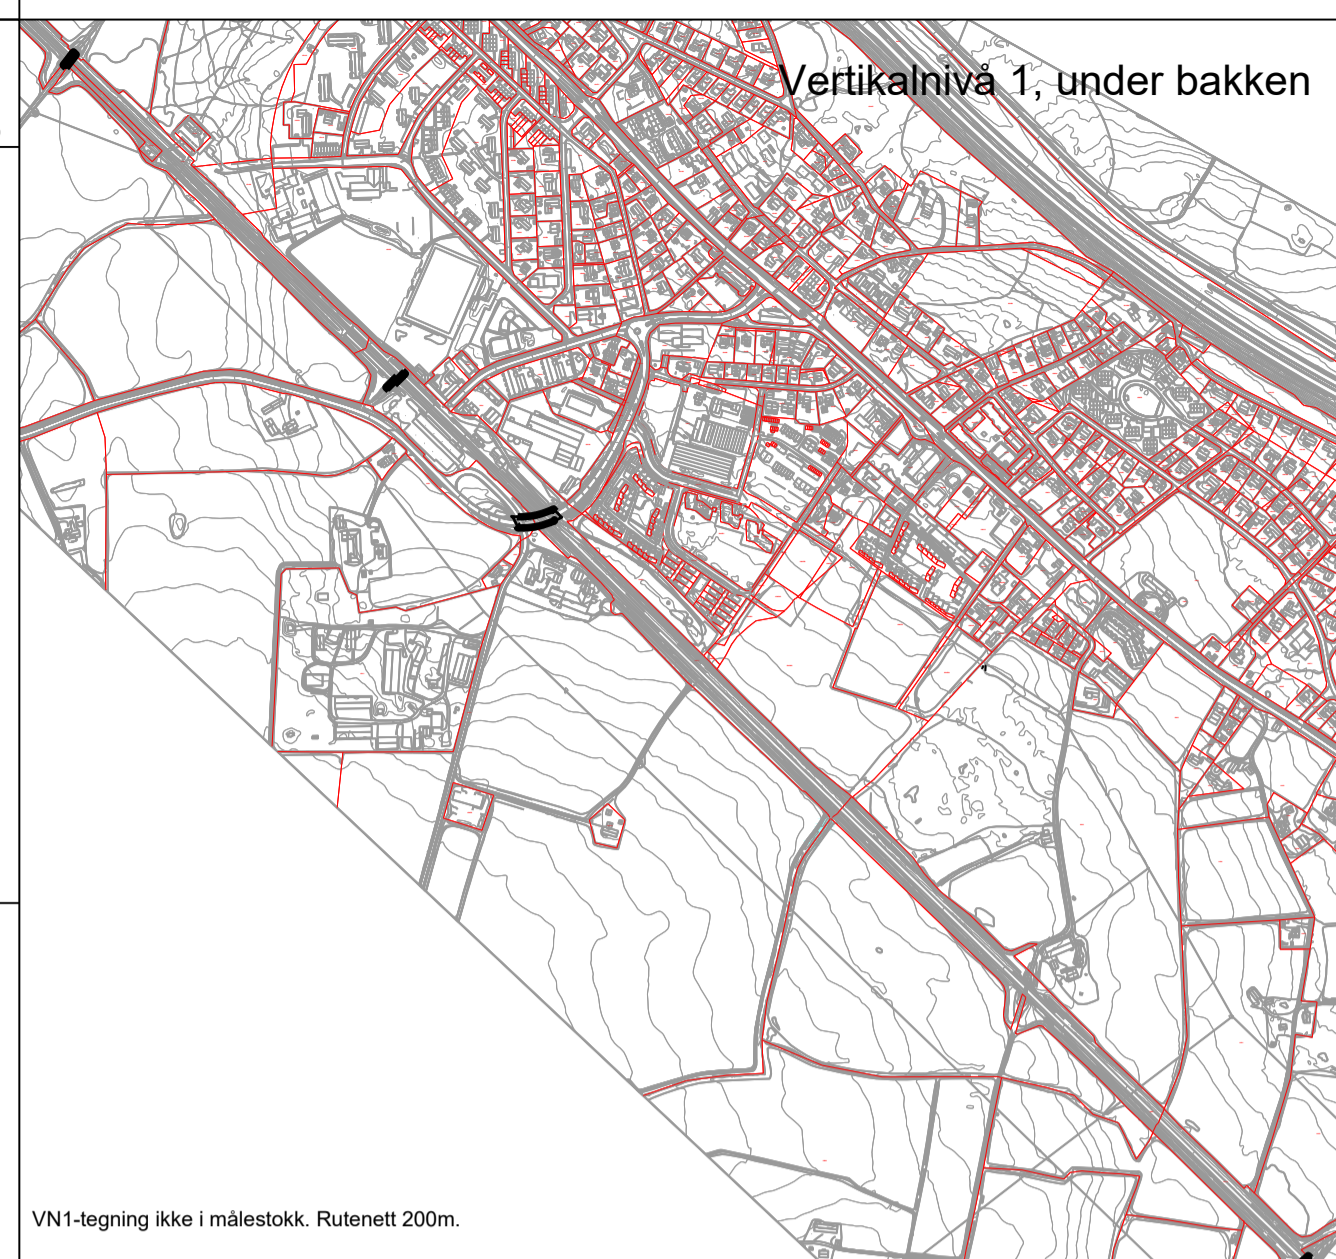 Vertikalnivå 1, under bakken
VN1-tegning ikke i målestokk. Rutenett 200m.